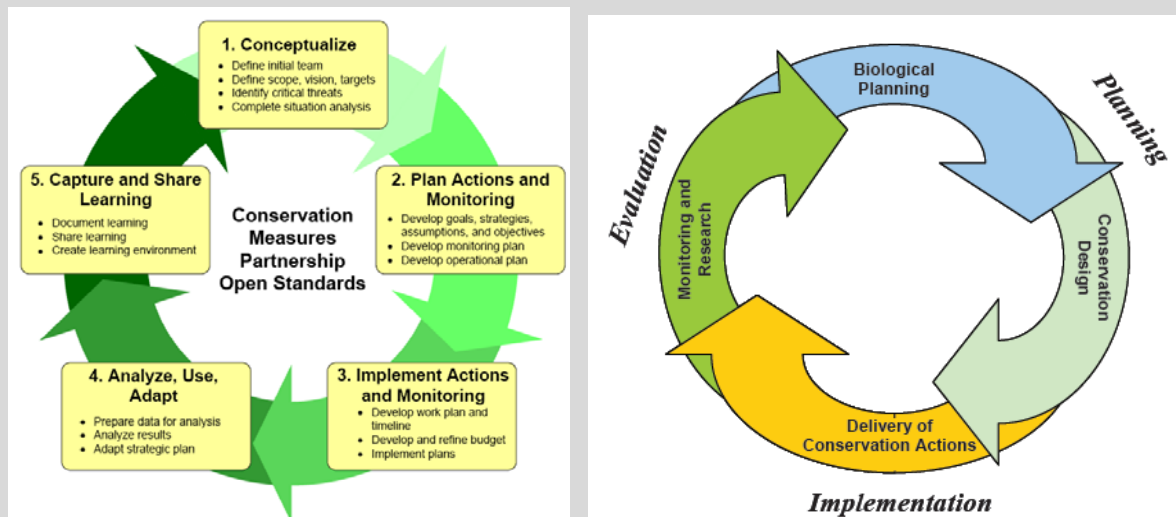 1. Conceptualize
• Define initial team
• Define scope, vision, targets
• Identify critical threats
• Complete situation analysis
2. Plan Actions and
Monitoring
• Develop goals, strategies,
assumptions, and objectives
• Develop monitoring plan
• Develop operational plan
3. Implement Actions
and Monitoring
• Develop work plan and
timeline
• Develop and refine budget
• Implement plans
4. Analyze, Use,
Adapt
• Prepare data for analysis
• Analyze results
• Adapt strategic plan
5. Capture and Share
Learning
• Document learning
• Share learning
• Create learning environment
Conservation
Measures
Partnership
Open Standards
Biological
Planning
Planning
Conservation
Design
Delivery of
Conservation Actions
Implementation
Monitoring and
Research
Evaluation